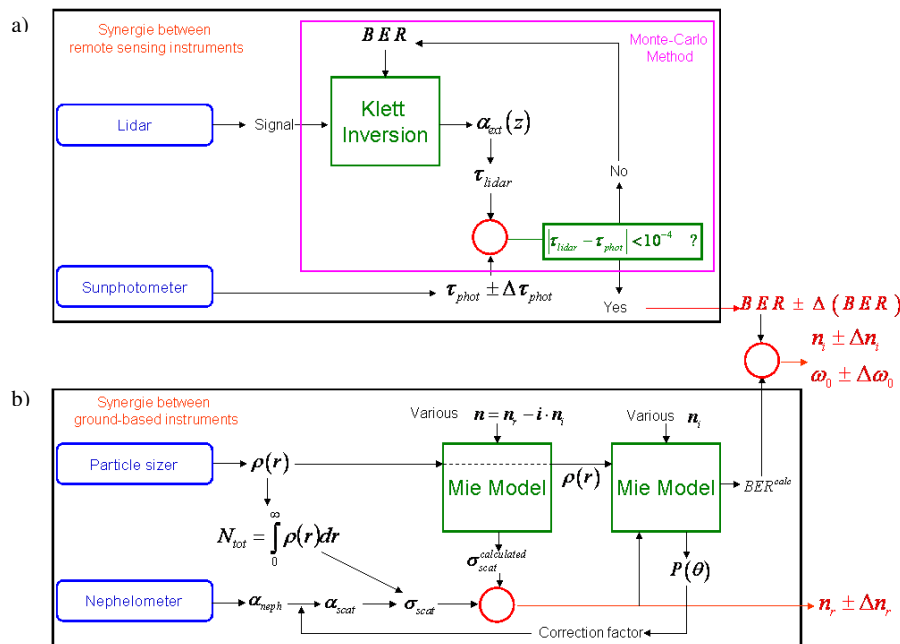 a)
Synergie between
remote sensing instruments
Monte-Carlo
Method
BER
Lidar
Signal
Klett
Inversion
α_ext(z)
τ_lidar
No
|τ_lidar − τ_phot| < 10⁻⁴ ?
Sunphotometer
τ_phot ± Δτ_phot
Yes
BER ± Δ(BER)
n_i ± Δn_i
ω₀ ± Δω₀
b)
Synergie between
ground-based instruments
Various n = n_r − i · n_i
Various n_i
Particle sizer
ρ(r)
Mie Model
ρ(r)
Mie Model
BER^calc
N_tot = ∫₀^∞ ρ(r)dr
σ_scat^calculated
P(θ)
Nephelometer
α_neph
α_scat
σ_scat
n_r ± Δn_r
Correction factor